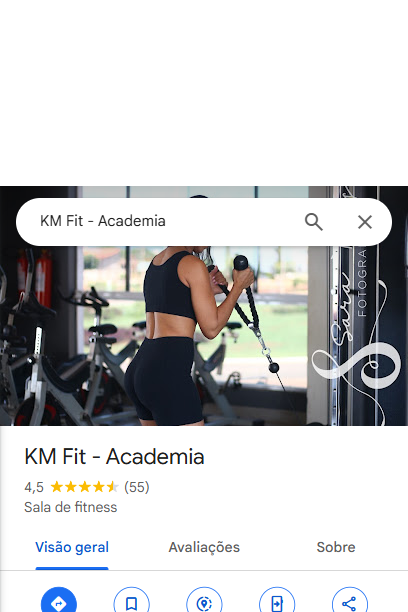 KM Fit - Academia
Sara
FOTOGRA
KM Fit - Academia
4,5 (55)
Sala de fitness
Visão geral Avaliações Sobre